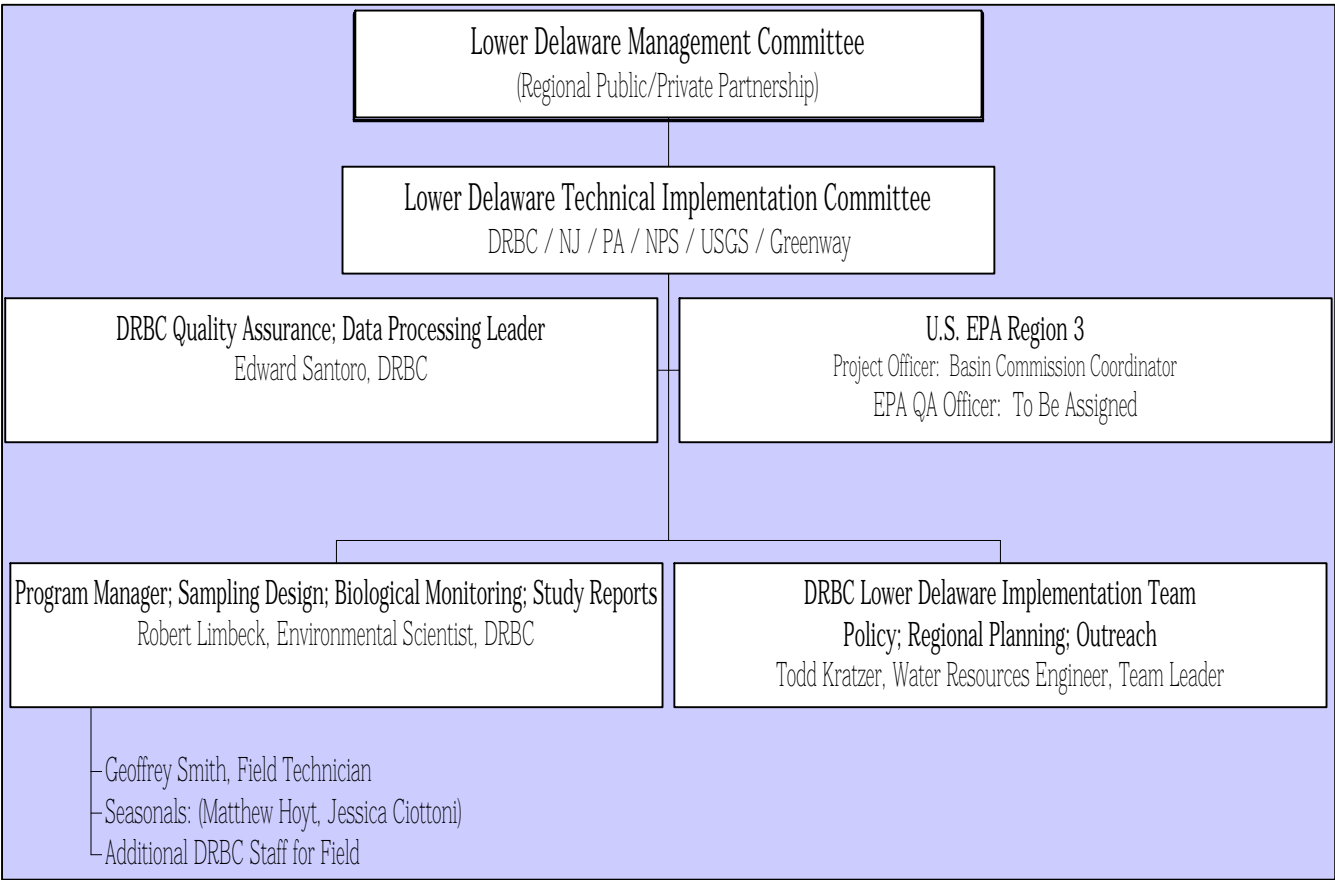 Lower Delaware Management Committee
(Regional Public/Private Partnership)
Lower Delaware Technical Implementation Committee
DRBC / NJ / PA / NPS / USGS / Greenway
DRBC Quality Assurance; Data Processing Leader
Edward Santoro, DRBC
U.S. EPA Region 3
Project Officer: Basin Commission Coordinator
EPA QA Officer: To Be Assigned
Program Manager; Sampling Design; Biological Monitoring; Study Reports
Robert Limbeck, Environmental Scientist, DRBC
DRBC Lower Delaware Implementation Team
Policy; Regional Planning; Outreach
Todd Kratzer, Water Resources Engineer, Team Leader
Geoffrey Smith, Field Technician
Seasonals: (Matthew Hoyt, Jessica Ciottoni)
Additional DRBC Staff for Field